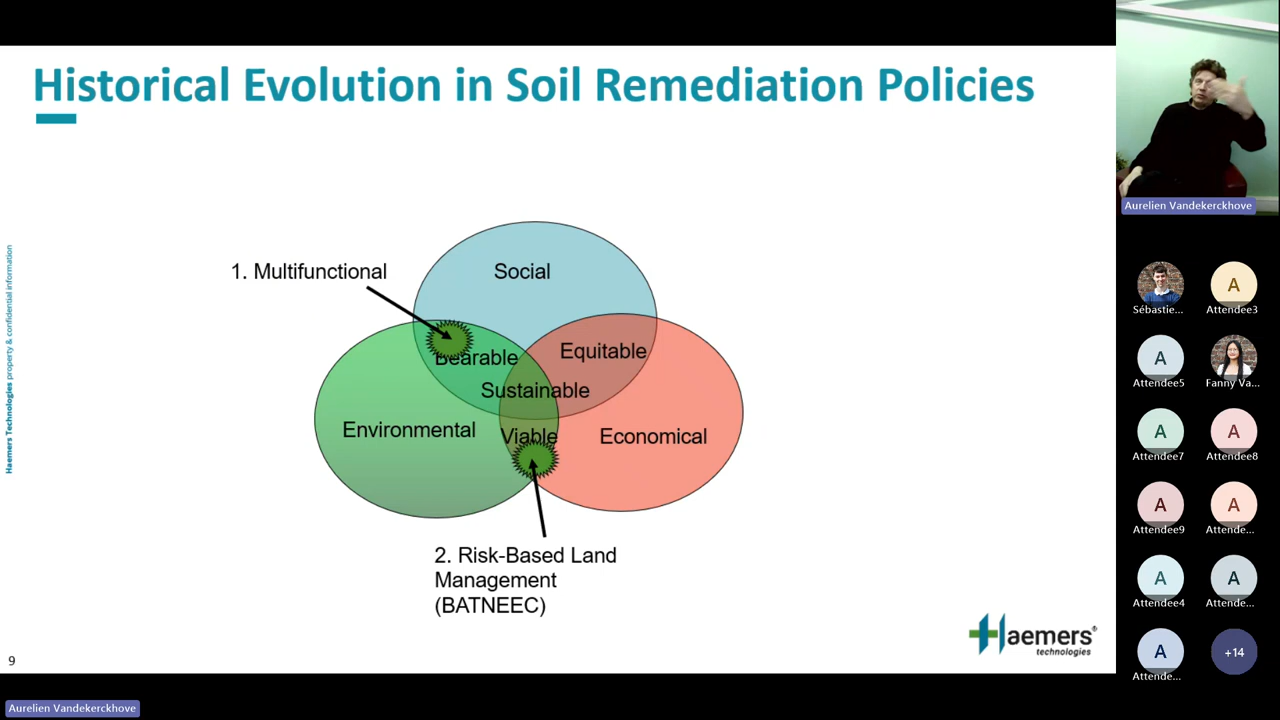 Historical Evolution in Soil Remediation Policies
Haemers Technologies property & confidential information
1. Multifunctional
Social
Bearable
Equitable
Sustainable
Environmental
Viable
Economical
2. Risk-Based Land
Management
(BATNEEC)
Haemers®
technologies
9
Aurelien Vandekerckhove
Aurelien Vandekerckhove
Sébastie...
A
Attendee3
A
Attendee5
Fanny Va...
A
Attendee7
A
Attendee8
A
Attendee9
A
Attende...
A
Attendee4
A
Attende...
A
Attende...
+14